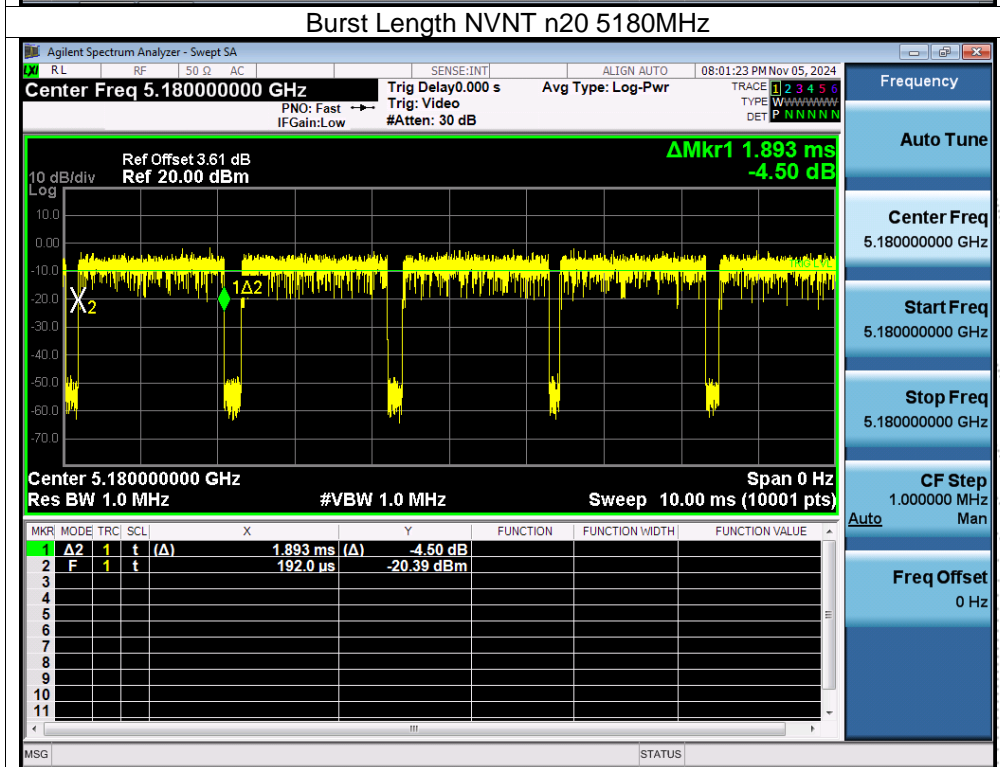 Burst Length NVNT n20 5180MHz
Agilent Spectrum Analyzer - Swept SA
LXI RL RF 50 Ω AC SENSE:INT ALIGN AUTO 08:01:23 PM Nov 05, 2024
Center Freq 5.180000000 GHz Trig Delay0.000 s Avg Type: Log-Pwr TRACE 1 2 3 4 5 6
PNO: Fast Trig: Video TYPE WWWWWW
IFGain:Low #Atten: 30 dB DET P N N N N N
Frequency
ΔMkr1 1.893 ms
-4.50 dB
Ref Offset 3.61 dB
10 dB/div Ref 20.00 dBm
Log
10.0
0.00
-10.0
-20.0
-30.0
-40.0
-50.0
-60.0
-70.0
1Δ2
X2
Center 5.180000000 GHz Span 0 Hz
Res BW 1.0 MHz #VBW 1.0 MHz Sweep 10.00 ms (10001 pts)
MKR MODE TRC SCL X Y FUNCTION FUNCTION WIDTH FUNCTION VALUE
1 Δ2 1 t (Δ) 1.893 ms (Δ) -4.50 dB
2 F 1 t 192.0 µs -20.39 dBm
3
4
5
6
7
8
9
10
11
MSG STATUS
Auto Tune
Center Freq
5.180000000 GHz
Start Freq
5.180000000 GHz
Stop Freq
5.180000000 GHz
CF Step
1.000000 MHz
Auto Man
Freq Offset
0 Hz